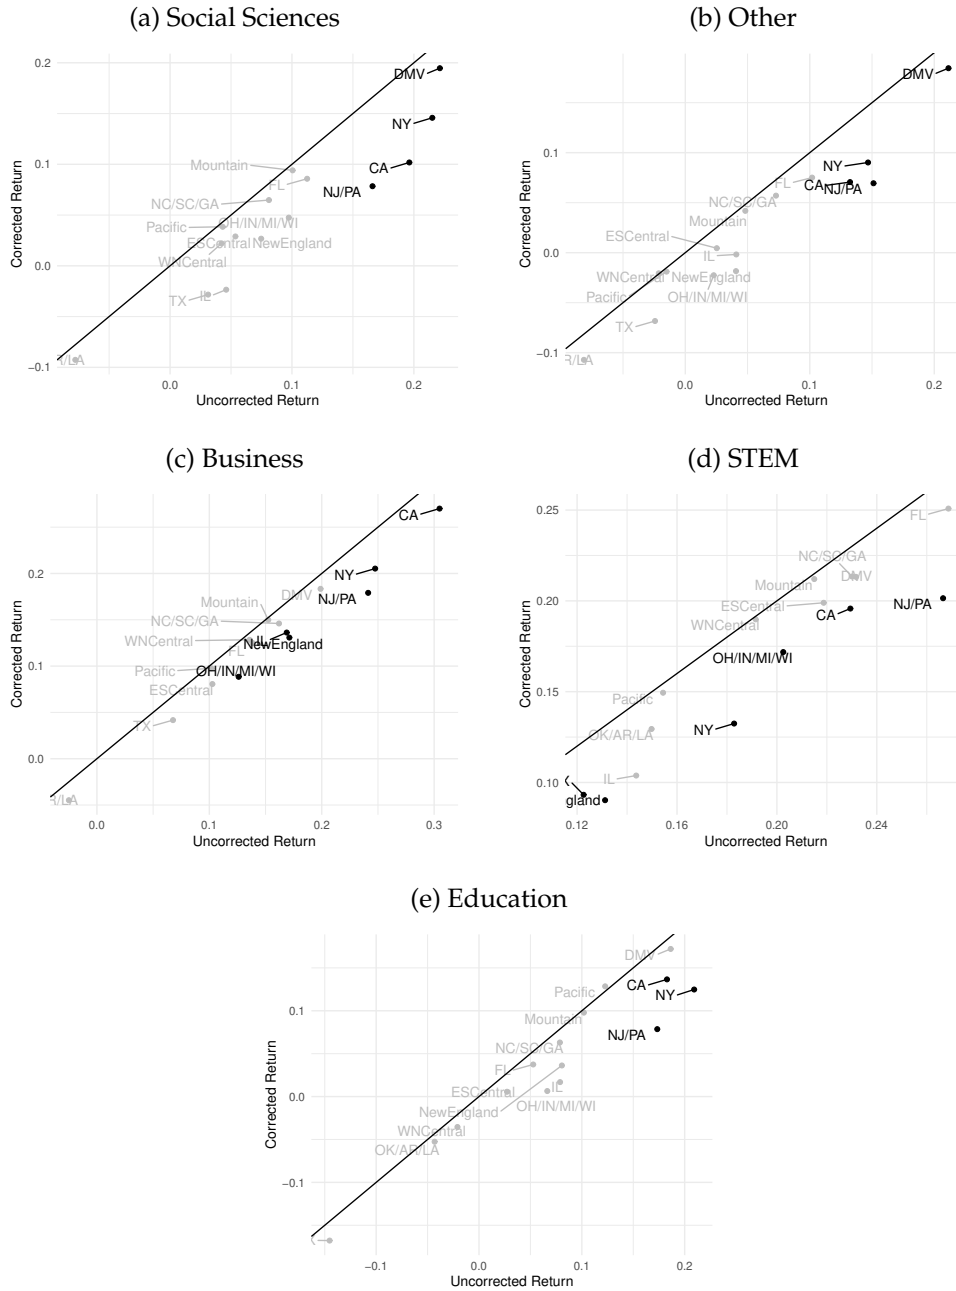 (a) Social Sciences
0.2
0.1
0.0
−0.1
0.0
0.1
0.2
Corrected Return
Uncorrected Return
DMV
NY
CA
NJ/PA
Mountain
FL
NC/SC/GA
OH/IN/MI/WI
Pacific
ESCentral
NewEngland
WNCentral
TX
IL
/LA
(b) Other
0.1
0.0
−0.1
0.0
0.1
0.2
Corrected Return
Uncorrected Return
DMV
NY
FL
CA
NJ/PA
NC/SC/GA
Mountain
ESCentral
IL
WNCentral
NewEngland
Pacific
OH/IN/MI/WI
TX
R/LA
(c) Business
0.2
0.1
0.0
0.0
0.1
0.2
0.3
Corrected Return
Uncorrected Return
CA
NY
DMV
NJ/PA
Mountain
NC/SC/GA
WNCentral
IL
NewEngland
FL
Pacific
OH/IN/MI/WI
ESCentral
TX
R/LA
(d) STEM
0.25
0.20
0.15
0.10
0.12
0.16
0.20
0.24
Corrected Return
Uncorrected Return
FL
NC/SC/GA
DMV
Mountain
ESCentral
NJ/PA
CA
WNCentral
OH/IN/MI/WI
Pacific
NY
OK/AR/LA
IL
gland
(e) Education
0.1
0.0
−0.1
−0.1
0.0
0.1
0.2
Corrected Return
Uncorrected Return
DMV
CA
NY
Pacific
Mountain
NJ/PA
NC/SC/GA
FL
ESCentral
IL
NewEngland
OH/IN/MI/WI
WNCentral
OK/AR/LA